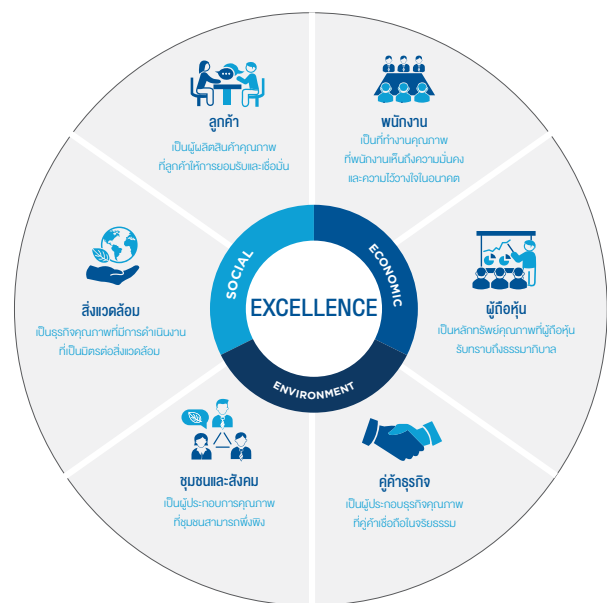 ลูกค้า
เป็นผู้ผลิตสินค้าคุณภาพ
ที่ลูกค้าให้การยอมรับและเชื่อมั่น
พนักงาน
เป็นที่ทำงานคุณภาพ
ที่พนักงานเห็นถึงความมั่นคง
และความไว้วางใจในอนาคต
สิ่งแวดล้อม
เป็นธุรกิจคุณภาพที่มีการดำเนินงาน
ที่เป็นมิตรต่อสิ่งแวดล้อม
SOCIAL
ECONOMIC
EXCELLENCE
ENVIRONMENT
ผู้ถือหุ้น
เป็นหลักทรัพย์คุณภาพที่ผู้ถือหุ้น
รับทราบถึงธรรมาภิบาล
ชุมชนและสังคม
เป็นผู้ประกอบการคุณภาพ
ที่ชุมชนสามารถพึ่งพิง
คู่ค้าธุรกิจ
เป็นผู้ประกอบธุรกิจคุณภาพ
ที่คู่ค้าเชื่อถือในจริยธรรม